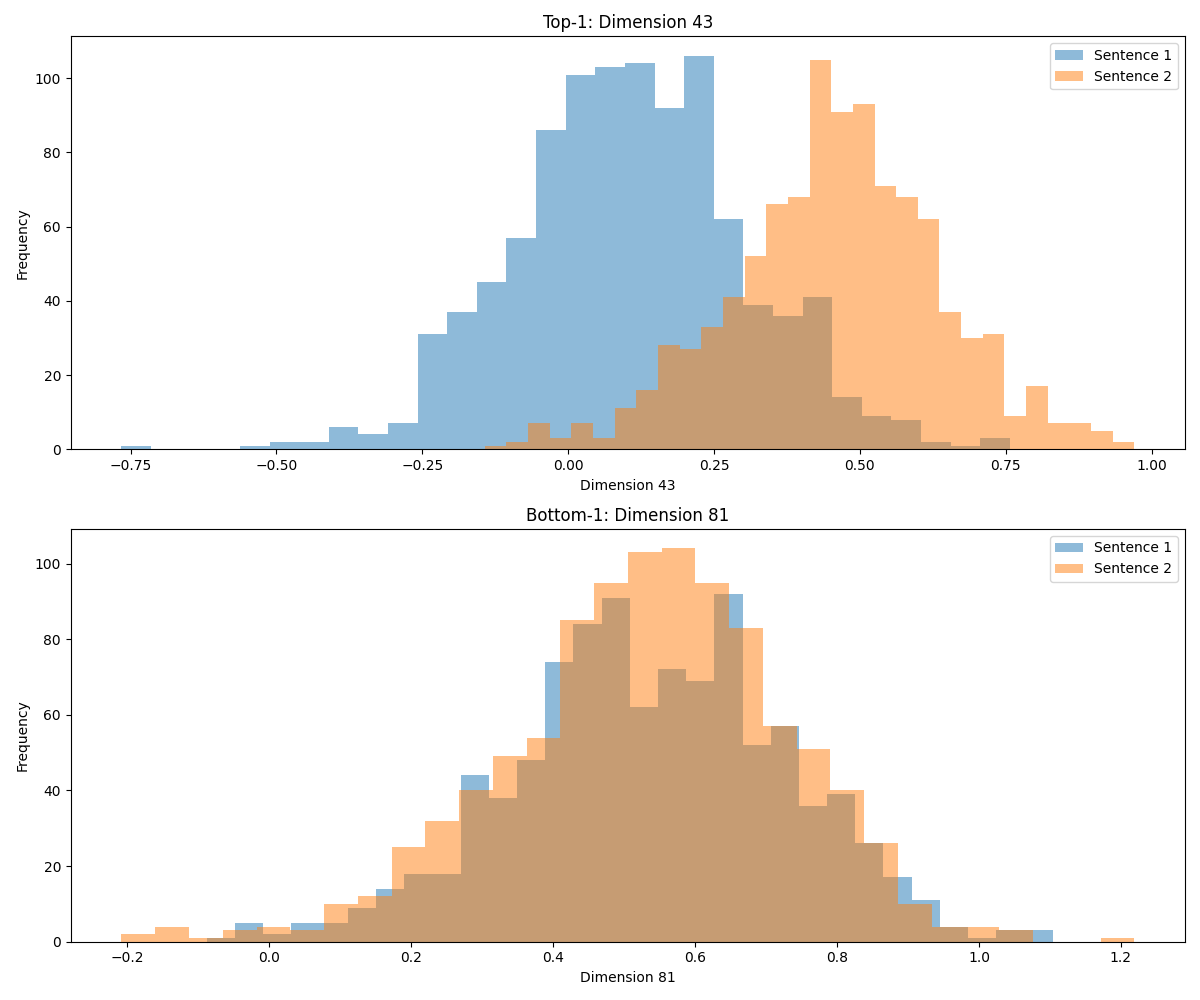 Top-1: Dimension 43
Sentence 1
Sentence 2
Frequency
100
80
60
40
20
0
−0.75 −0.50 −0.25 0.00 0.25 0.50 0.75 1.00
Dimension 43
Bottom-1: Dimension 81
Sentence 1
Sentence 2
Frequency
100
80
60
40
20
0
−0.2 0.0 0.2 0.4 0.6 0.8 1.0 1.2
Dimension 81